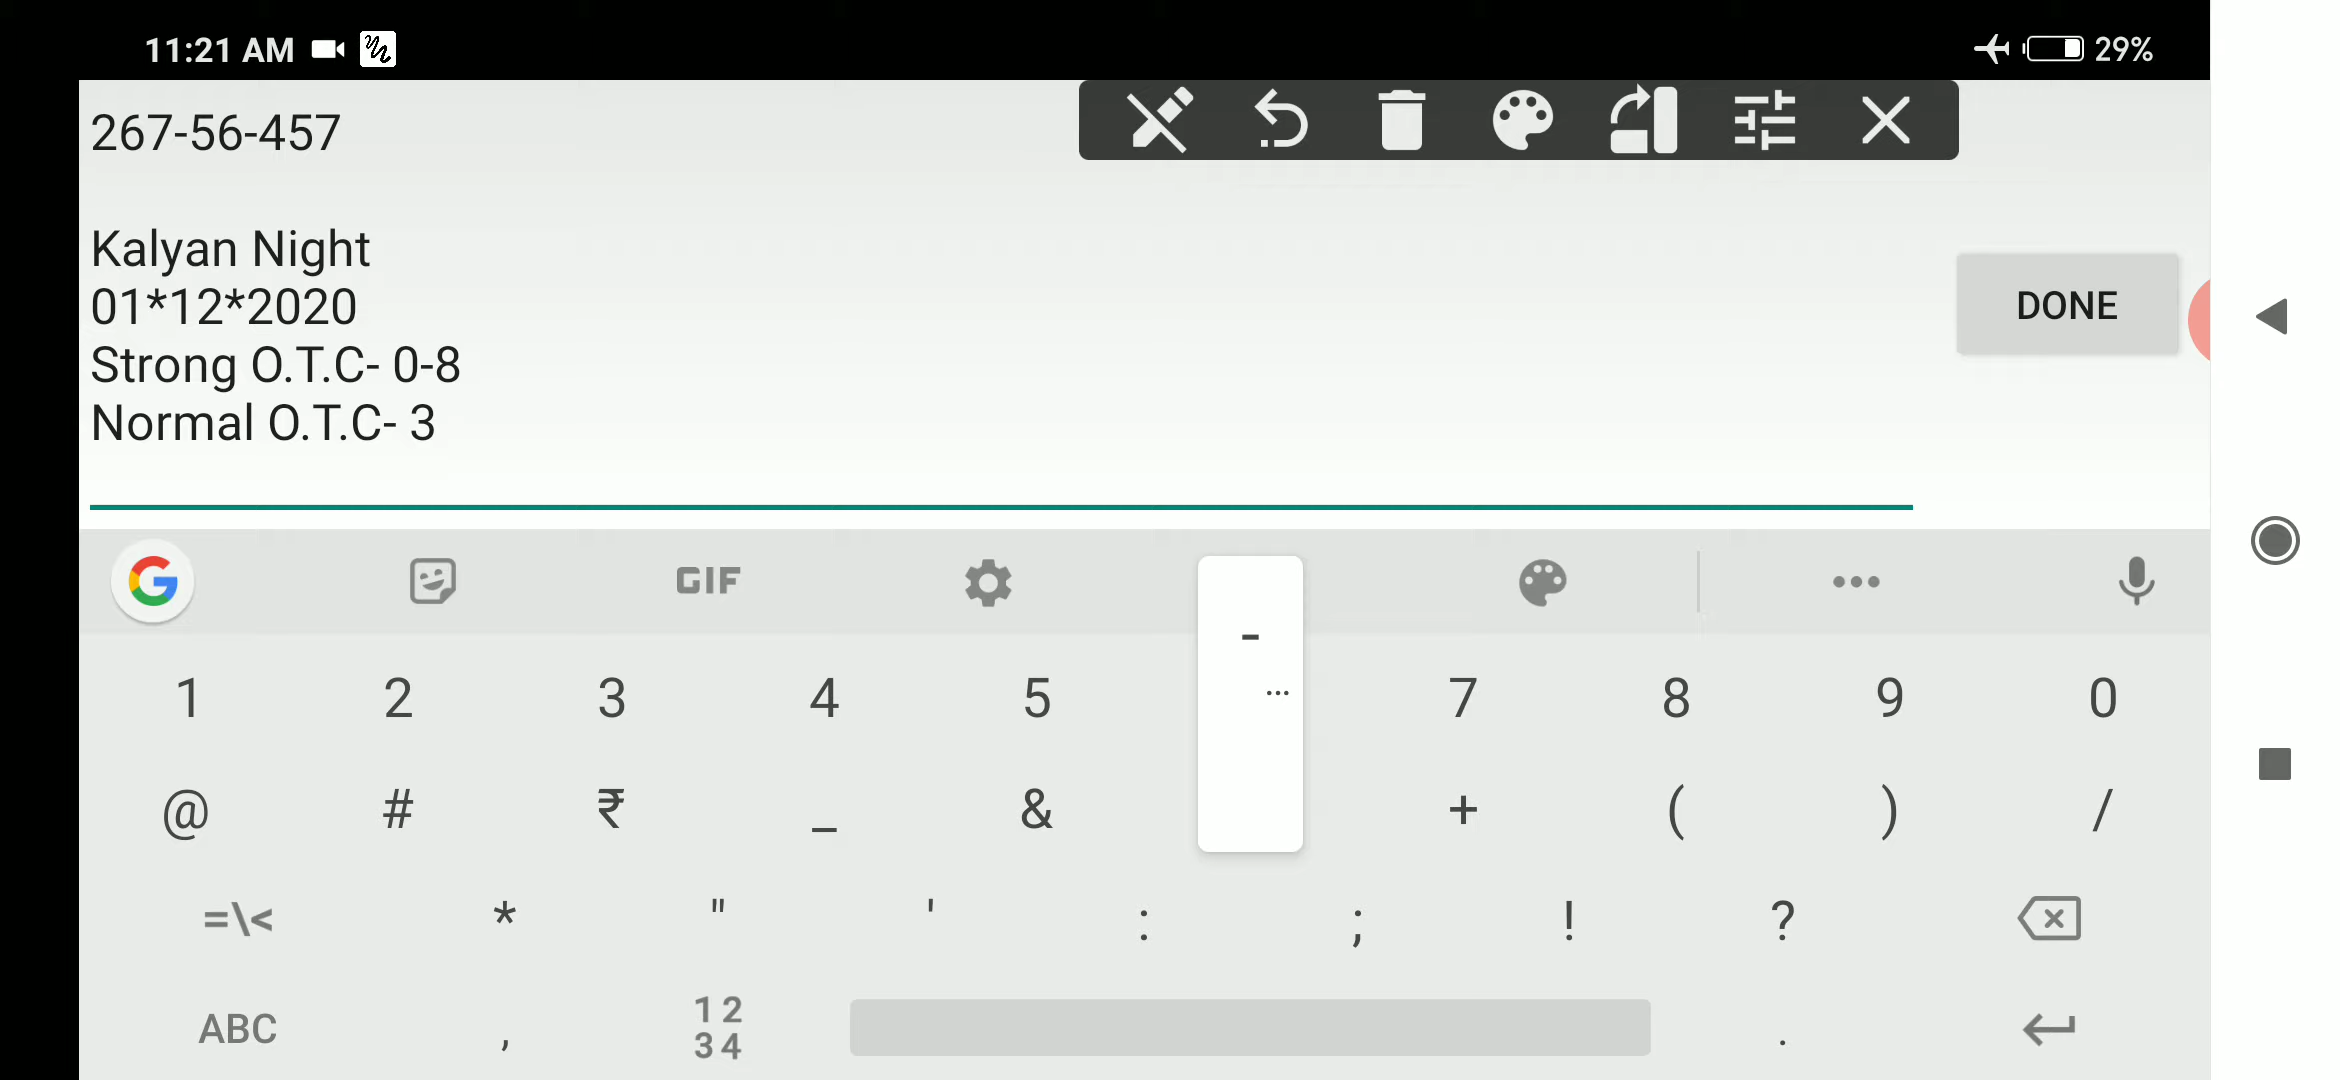 11:21 AM
29%
267-56-457
Kalyan Night
01*12*2020
Strong O.T.C- 0-8
Normal O.T.C- 3
DONE
GIF
-
...
1 2 3 4 5 7 8 9 0
@ # ₹ _ & + ( ) /
=\< * " ' : ; ! ?
ABC , 12 34 .